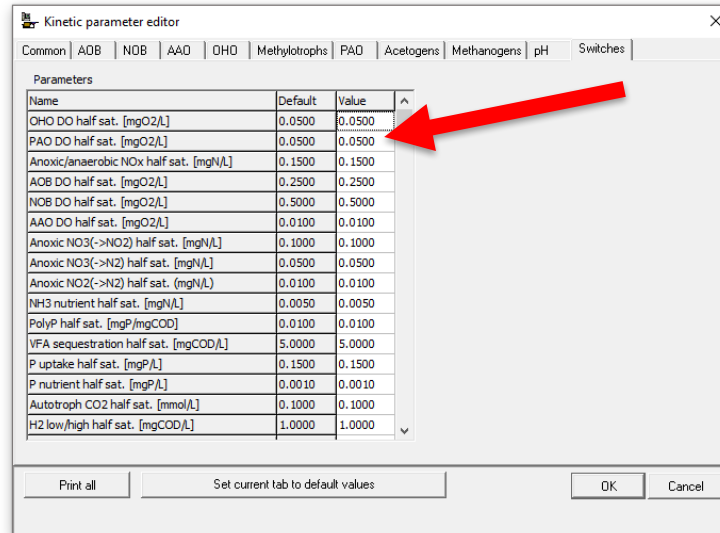 Kinetic parameter editor
Common AOB NOB AAO OHO Methylotrophs PAO Acetogens Methanogens pH Switches
Parameters
Name Default Value
OHO DO half sat. [mgO2/L] 0.0500 0.0500
PAO DO half sat. [mgO2/L] 0.0500 0.0500
Anoxic/anaerobic NOx half sat. [mgN/L] 0.1500 0.1500
AOB DO half sat. [mgO2/L] 0.2500 0.2500
NOB DO half sat. [mgO2/L] 0.5000 0.5000
AAO DO half sat. [mgO2/L] 0.0100 0.0100
Anoxic NO3(->NO2) half sat. [mgN/L] 0.1000 0.1000
Anoxic NO3(->N2) half sat. (mgN/L) 0.0500 0.0500
Anoxic NO2(->N2) half sat. (mgN/L) 0.0100 0.0100
NH3 nutrient half sat. [mgN/L] 0.0050 0.0050
PolyP half sat. [mgP/mgCOD] 0.0100 0.0100
VFA sequestration half sat. [mgCOD/L] 5.0000 5.0000
P uptake half sat. [mgP/L] 0.1500 0.1500
P nutrient half sat. [mgP/L] 0.0010 0.0010
Autotroph CO2 half sat. [mmol/L] 0.1000 0.1000
H2 low/high half sat. [mgCOD/L] 1.0000 1.0000
Print all Set current tab to default values OK Cancel